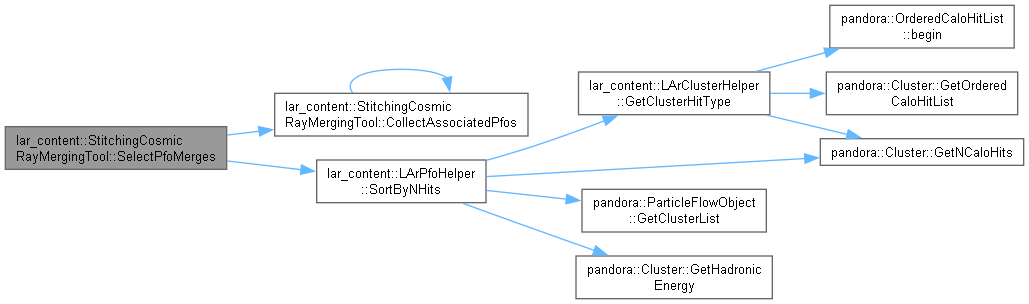 lar_content::StitchingCosmic
RayMergingTool::SelectPfoMerges
lar_content::StitchingCosmic
RayMergingTool::CollectAssociatedPfos
lar_content::LArPfoHelper
::SortByNHits
lar_content::LArClusterHelper
::GetClusterHitType
pandora::OrderedCaloHitList
::begin
pandora::Cluster::GetOrdered
CaloHitList
pandora::Cluster::GetNCaloHits
pandora::ParticleFlowObject
::GetClusterList
pandora::Cluster::GetHadronic
Energy